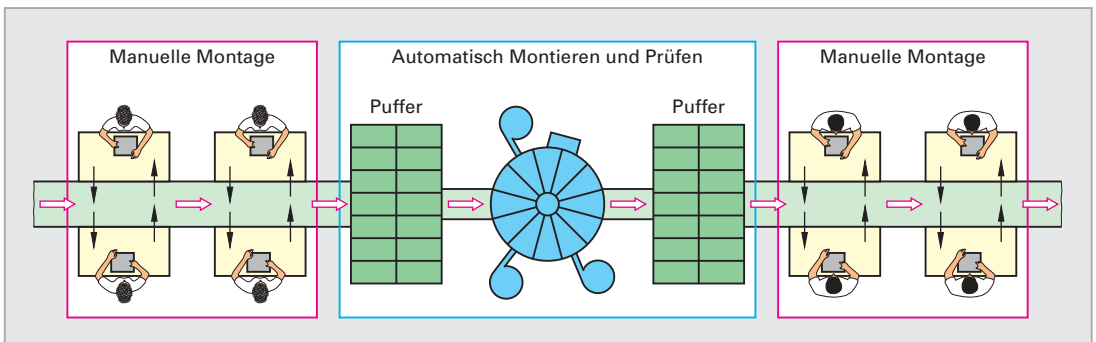 Manuelle Montage
Automatisch Montieren und Prüfen
Manuelle Montage
Puffer
Puffer